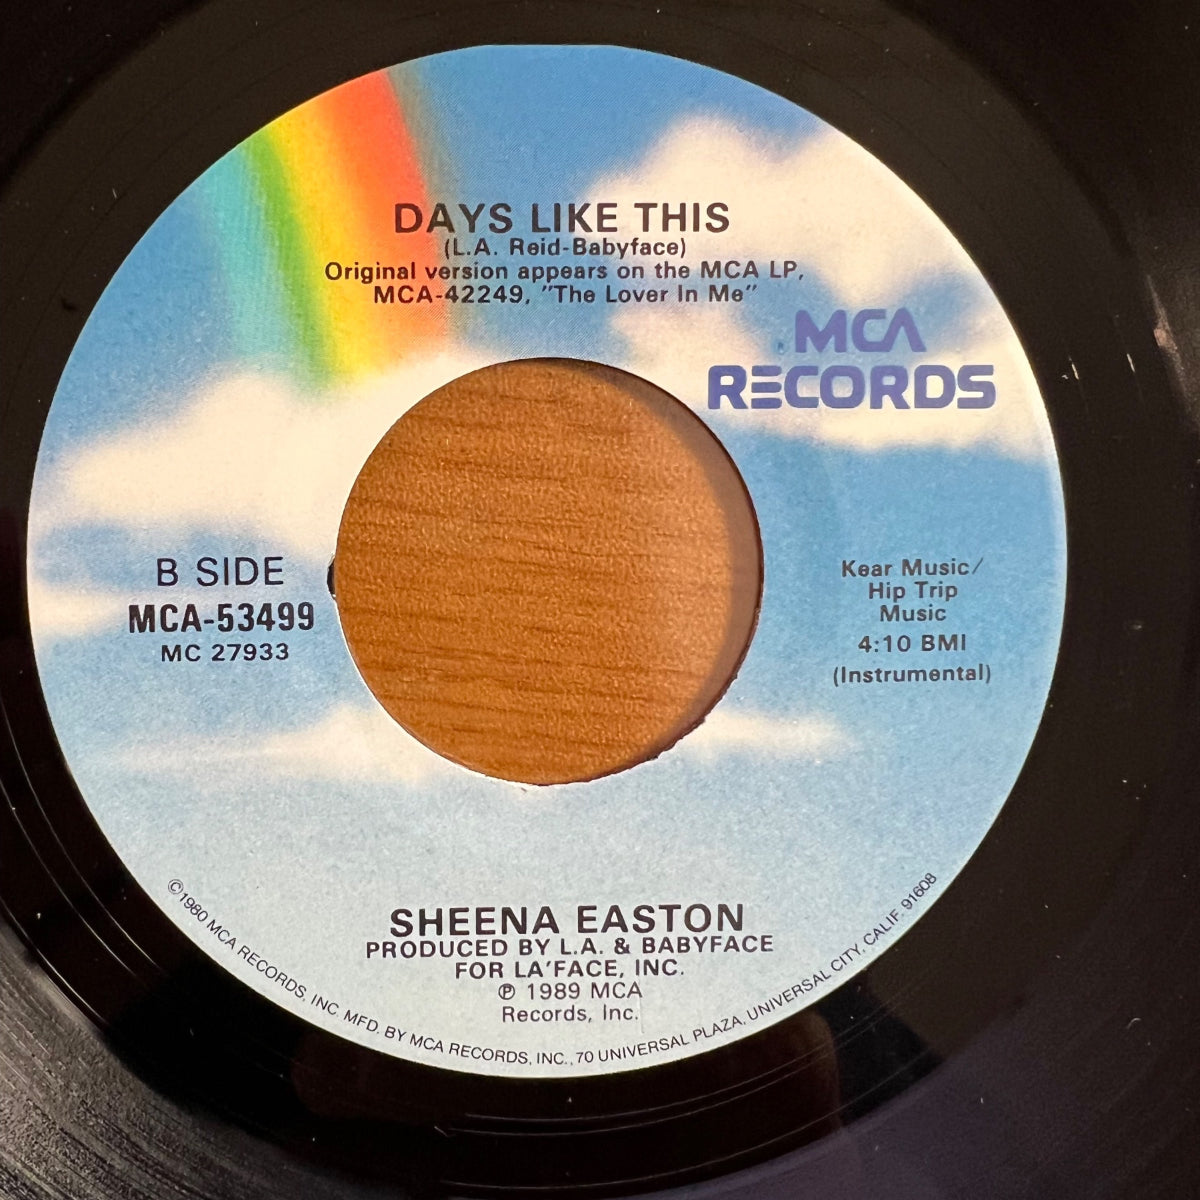 DAYS LIKE THIS
(L.A. Reid-Babyface)
Original version appears on the MCA LP,
MCA-42249, "The Lover In Me"
MCA
RECORDS
B SIDE
MCA-53499
MC 27933
Kear Music/
Hip Trip
Music
4:10 BMI
(Instrumental)
SHEENA EASTON
PRODUCED BY L.A. & BABYFACE
FOR LA'FACE, INC.
℗ 1989 MCA
Records, Inc.
©1980 MCA RECORDS, INC. MFD. BY MCA RECORDS, INC., 70 UNIVERSAL PLAZA, UNIVERSAL CITY, CALIF. 91608